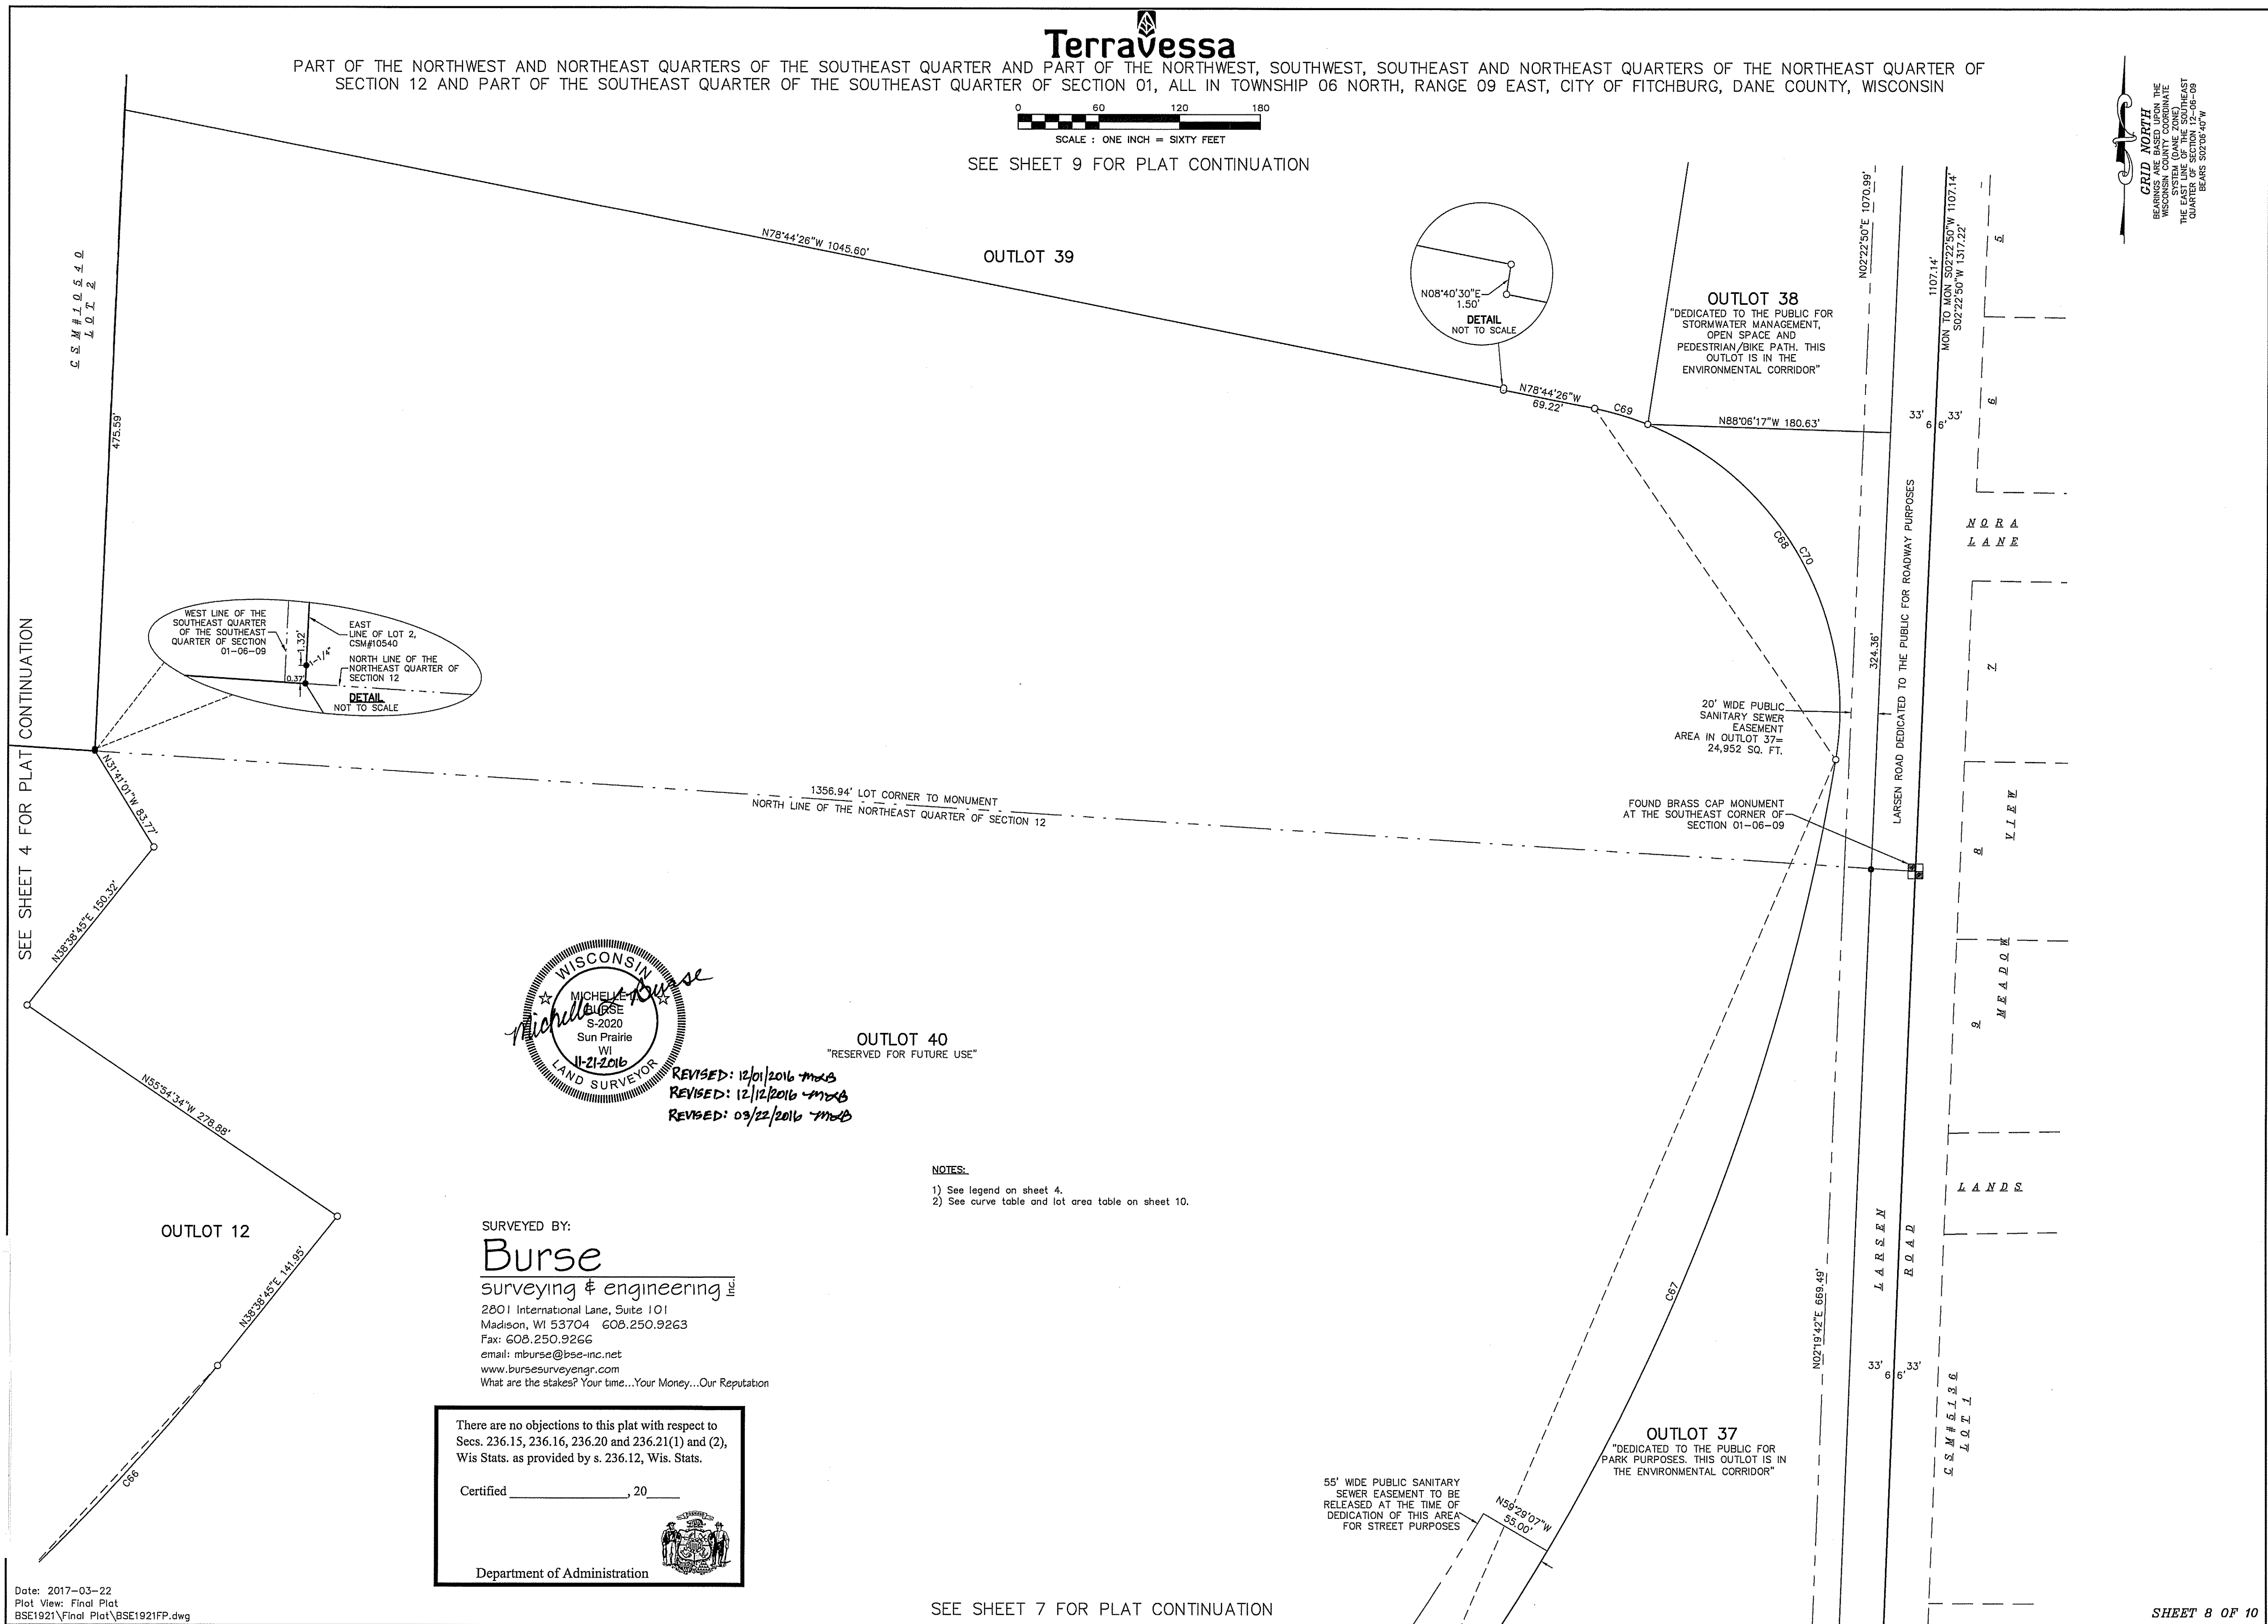 Terravessa
PART OF THE NORTHWEST AND NORTHEAST QUARTERS OF THE SOUTHEAST QUARTER AND PART OF THE NORTHWEST, SOUTHWEST, SOUTHEAST AND NORTHEAST QUARTERS OF THE NORTHEAST QUARTER OF
SECTION 12 AND PART OF THE SOUTHEAST QUARTER OF THE SOUTHEAST QUARTER OF SECTION 01, ALL IN TOWNSHIP 06 NORTH, RANGE 09 EAST, CITY OF FITCHBURG, DANE COUNTY, WISCONSIN
0 60 120 180
SCALE : ONE INCH = SIXTY FEET
SEE SHEET 9 FOR PLAT CONTINUATION
GRID NORTH
BEARINGS ARE BASED UPON THE
WISCONSIN COUNTY COORDINATE
SYSTEM (DANE ZONE)
THE EAST LINE OF THE SOUTHEAST
QUARTER OF SECTION 12-06-09
BEARS S02°06'40"W
CSM#10540
LOT 2
475.59'
N78°44'26"W 1045.60'
OUTLOT 39
N08°40'30"E
1.50'
DETAIL
NOT TO SCALE
OUTLOT 38
"DEDICATED TO THE PUBLIC FOR
STORMWATER MANAGEMENT,
OPEN SPACE AND
PEDESTRIAN/BIKE PATH. THIS
OUTLOT IS IN THE
ENVIRONMENTAL CORRIDOR"
N02°22'50"E 1070.99'
1107.14'
MON TO MON S02°22'50"W 1107.14'
S02°22'50"W 1317.22'
5
6
N78°44'26"W
69.22'
C69
N88°06'17"W 180.63'
33' 33'
66'
NORA
LANE
C68
C70
LARSEN ROAD DEDICATED TO THE PUBLIC FOR ROADWAY PURPOSES
324.36'
7
WEST LINE OF THE
SOUTHEAST QUARTER
OF THE SOUTHEAST
QUARTER OF SECTION
01-06-09
1.32'
1-1/4"
0.37'
EAST
LINE OF LOT 2,
CSM#10540
NORTH LINE OF THE
NORTHEAST QUARTER OF
SECTION 12
DETAIL
NOT TO SCALE
20' WIDE PUBLIC
SANITARY SEWER
EASEMENT
AREA IN OUTLOT 37=
24,952 SQ. FT.
SEE SHEET 4 FOR PLAT CONTINUATION
N31°41'01"W 83.77'
1356.94' LOT CORNER TO MONUMENT
NORTH LINE OF THE NORTHEAST QUARTER OF SECTION 12
FOUND BRASS CAP MONUMENT
AT THE SOUTHEAST CORNER OF
SECTION 01-06-09
8
VIEW
N38°38'45"E 150.32'
9
MEADOW
WISCONSIN
MICHELLE L.
BURSE
S-2020
Sun Prairie
WI
11-21-2016
LAND SURVEYOR
Michelle L Burse
REVISED: 12/01/2016 MLB
REVISED: 12/12/2016 MLB
REVISED: 03/22/2016 MLB
OUTLOT 40
"RESERVED FOR FUTURE USE"
N55°54'34"W 278.88'
NOTES:
1) See legend on sheet 4.
2) See curve table and lot area table on sheet 10.
LANDS
OUTLOT 12
N38°38'45"E 141.95'
SURVEYED BY:
Burse
surveying & engineering Inc.
2801 International Lane, Suite 101
Madison, WI 53704 608.250.9263
Fax: 608.250.9266
email: mburse@bse-inc.net
www.bursesurveyengr.com
What are the stakes? Your time...Your Money...Our Reputation
LARSEN
ROAD
C67
N02°19'42"E 669.49'
33' 33'
66'
CSM#5136
LOT 1
There are no objections to this plat with respect to
Secs. 236.15, 236.16, 236.20 and 236.21(1) and (2),
Wis Stats. as provided by s. 236.12, Wis. Stats.
Certified ____________________, 20_____
Department of Administration
C66
OUTLOT 37
"DEDICATED TO THE PUBLIC FOR
PARK PURPOSES. THIS OUTLOT IS IN
THE ENVIRONMENTAL CORRIDOR"
55' WIDE PUBLIC SANITARY
SEWER EASEMENT TO BE
RELEASED AT THE TIME OF
DEDICATION OF THIS AREA
FOR STREET PURPOSES
N59°29'07"W
55.00'
Date: 2017-03-22
Plot View: Final Plat
BSE1921\Final Plat\BSE1921FP.dwg
SEE SHEET 7 FOR PLAT CONTINUATION
SHEET 8 OF 10